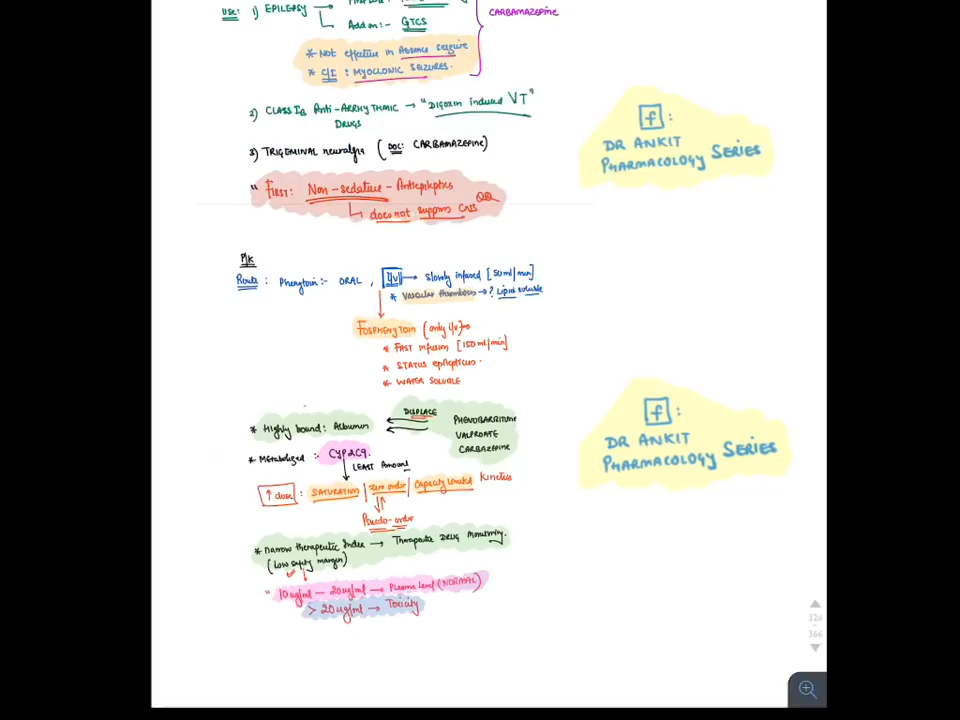 CARBAMAZEPINE
Use: 1) EPILEPSY →
Add on:- GTCS
* Not effective in Absence seizure
* C/I : MYOCLONIC SEIZURES.
2) CLASS IB Anti-ARRHYTHMIC → "DIGOXIN induced VT"
DRUGS
3) TRIGEMINAL neuralgia (DOC: CARBAMAZEPINE)
" FIRST: Non-sedative - Antiepileptics
does not suppress CNS
f :
DR ANKIT
PHARMACOLOGY SERIES
P/k
Route: Phenytoin:- ORAL, I/V → slowly infused [50 ml/min]
* Vascular thrombosis → ? Lipid soluble
FOSPHENYTOIN (only I/V) →
* FAST infusion [150 ml/min]
* STATUS epilepticus.
* WATER SOLUBLE
* Highly bound: Albumin
DISPLACE
PHENOBARBITONE
VALPROATE
CARBAZEPINE
* Metabolized :- CYP2C9.
LEAST Amount
↑ dose : SATURATION | zero order | Capacity Limited Kinetics
Psuedo-order
* Narrow therapeutic Index → Therapeutic Drug Monitoring.
(Low safety margin)
" 10 ug/ml — 20 ug/ml → Plasma Level (NORMAL)
> 20 ug/ml → Toxicity
f :
DR ANKIT
PHARMACOLOGY SERIES
326
366